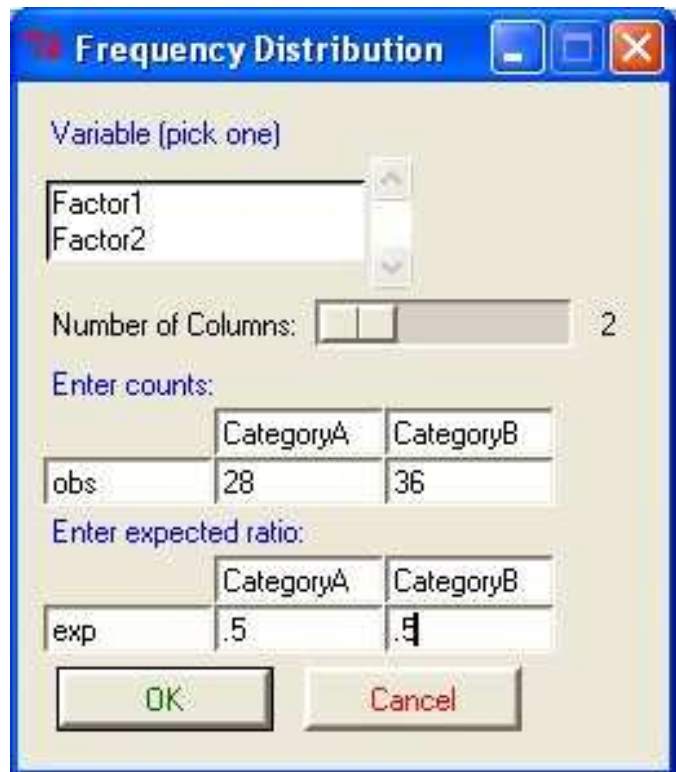 Frequency Distribution
Variable (pick one)
Factor1
Factor2
Number of Columns: 2
Enter counts:
CategoryA CategoryB
obs 28 36
Enter expected ratio:
CategoryA CategoryB
exp .5 .5
OK Cancel